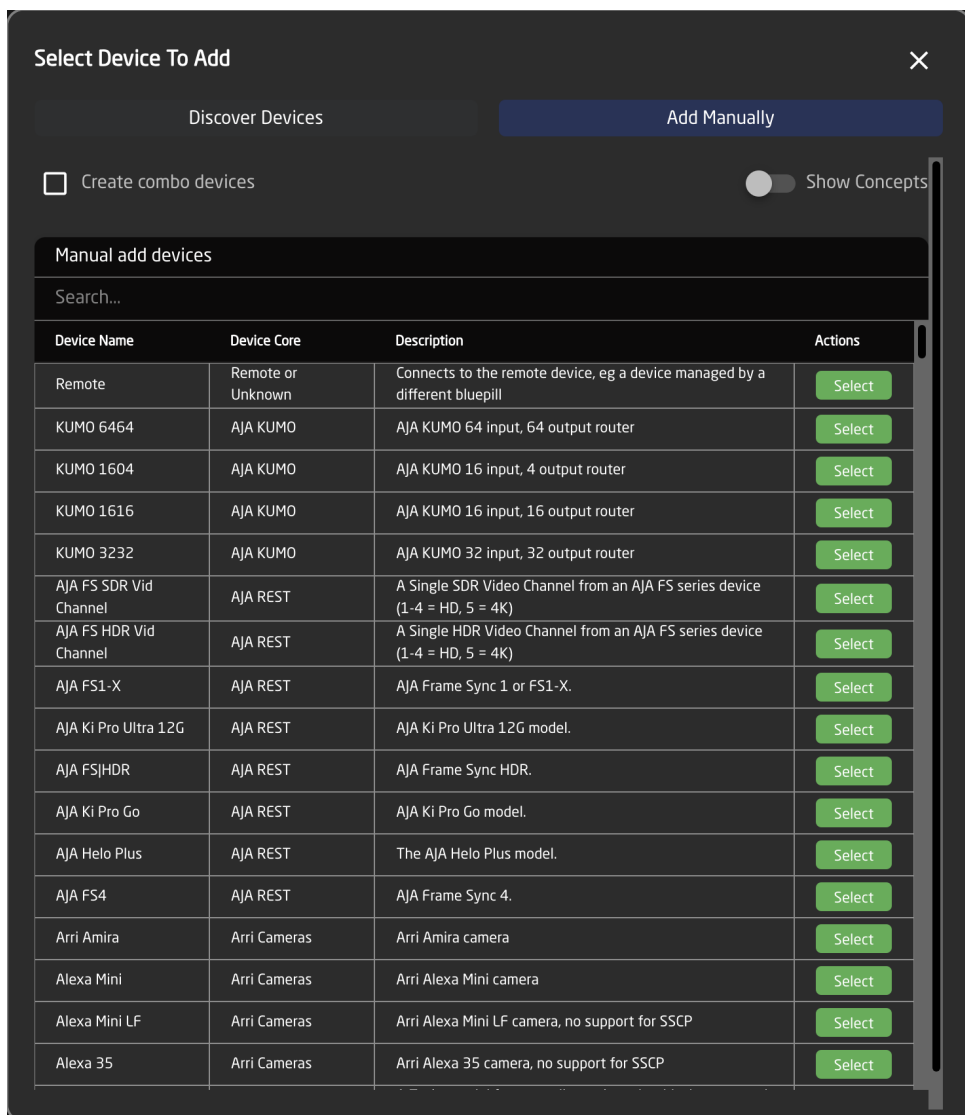 Select Device To Add
Discover Devices
Add Manually
Create combo devices
Show Concepts
Manual add devices
Search...
Device Name Device Core Description Actions
Remote Remote or Unknown Connects to the remote device, eg a device managed by a different bluepill Select
KUMO 6464 AJA KUMO AJA KUMO 64 input, 64 output router Select
KUMO 1604 AJA KUMO AJA KUMO 16 input, 4 output router Select
KUMO 1616 AJA KUMO AJA KUMO 16 input, 16 output router Select
KUMO 3232 AJA KUMO AJA KUMO 32 input, 32 output router Select
AJA FS SDR Vid Channel AJA REST A Single SDR Video Channel from an AJA FS series device (1-4 = HD, 5 = 4K) Select
AJA FS HDR Vid Channel AJA REST A Single HDR Video Channel from an AJA FS series device (1-4 = HD, 5 = 4K) Select
AJA FS1-X AJA REST AJA Frame Sync 1 or FS1-X. Select
AJA Ki Pro Ultra 12G AJA REST AJA Ki Pro Ultra 12G model. Select
AJA FS|HDR AJA REST AJA Frame Sync HDR. Select
AJA Ki Pro Go AJA REST AJA Ki Pro Go model. Select
AJA Helo Plus AJA REST The AJA Helo Plus model. Select
AJA FS4 AJA REST AJA Frame Sync 4. Select
Arri Amira Arri Cameras Arri Amira camera Select
Alexa Mini Arri Cameras Arri Alexa Mini camera Select
Alexa Mini LF Arri Cameras Arri Alexa Mini LF camera, no support for SSCP Select
Alexa 35 Arri Cameras Arri Alexa 35 camera, no support for SSCP Select